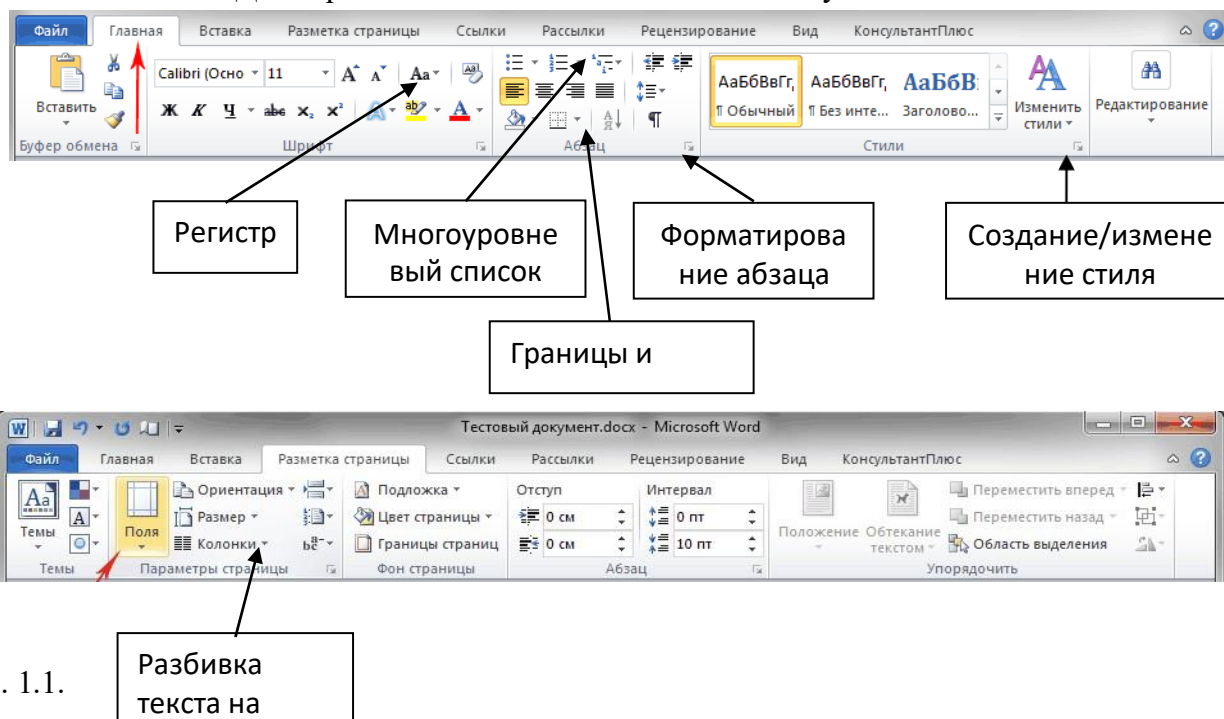 Файл Главная Вставка Разметка страницы Ссылки Рассылки Рецензирование Вид КонсультантПлюс
Calibri (Осно 11 Аа
АаБбВвГг, АаБбВвГг, АаБбВ
Вставить Ж К Ч abc x₂ x² ab А ¶ Обычный ¶ Без инте... Заголово... Изменить стили Редактирование
Буфер обмена Шрифт Абзац Стили
Регистр
Многоуровне
вый список
Форматирова
ние абзаца
Создание/измене
ние стиля
Границы и
Тестовый документ.docx - Microsoft Word
Файл Главная Вставка Разметка страницы Ссылки Рассылки Рецензирование Вид КонсультантПлюс
Ориентация Подложка Отступ Интервал Переместить вперед
Темы Поля Размер Цвет страницы 0 см 0 пт Положение Обтекание текстом Переместить назад
Колонки Границы страниц 0 см 10 пт Область выделения
Темы Параметры страницы Фон страницы Абзац Упорядочить
Разбивка
текста на
. 1.1.